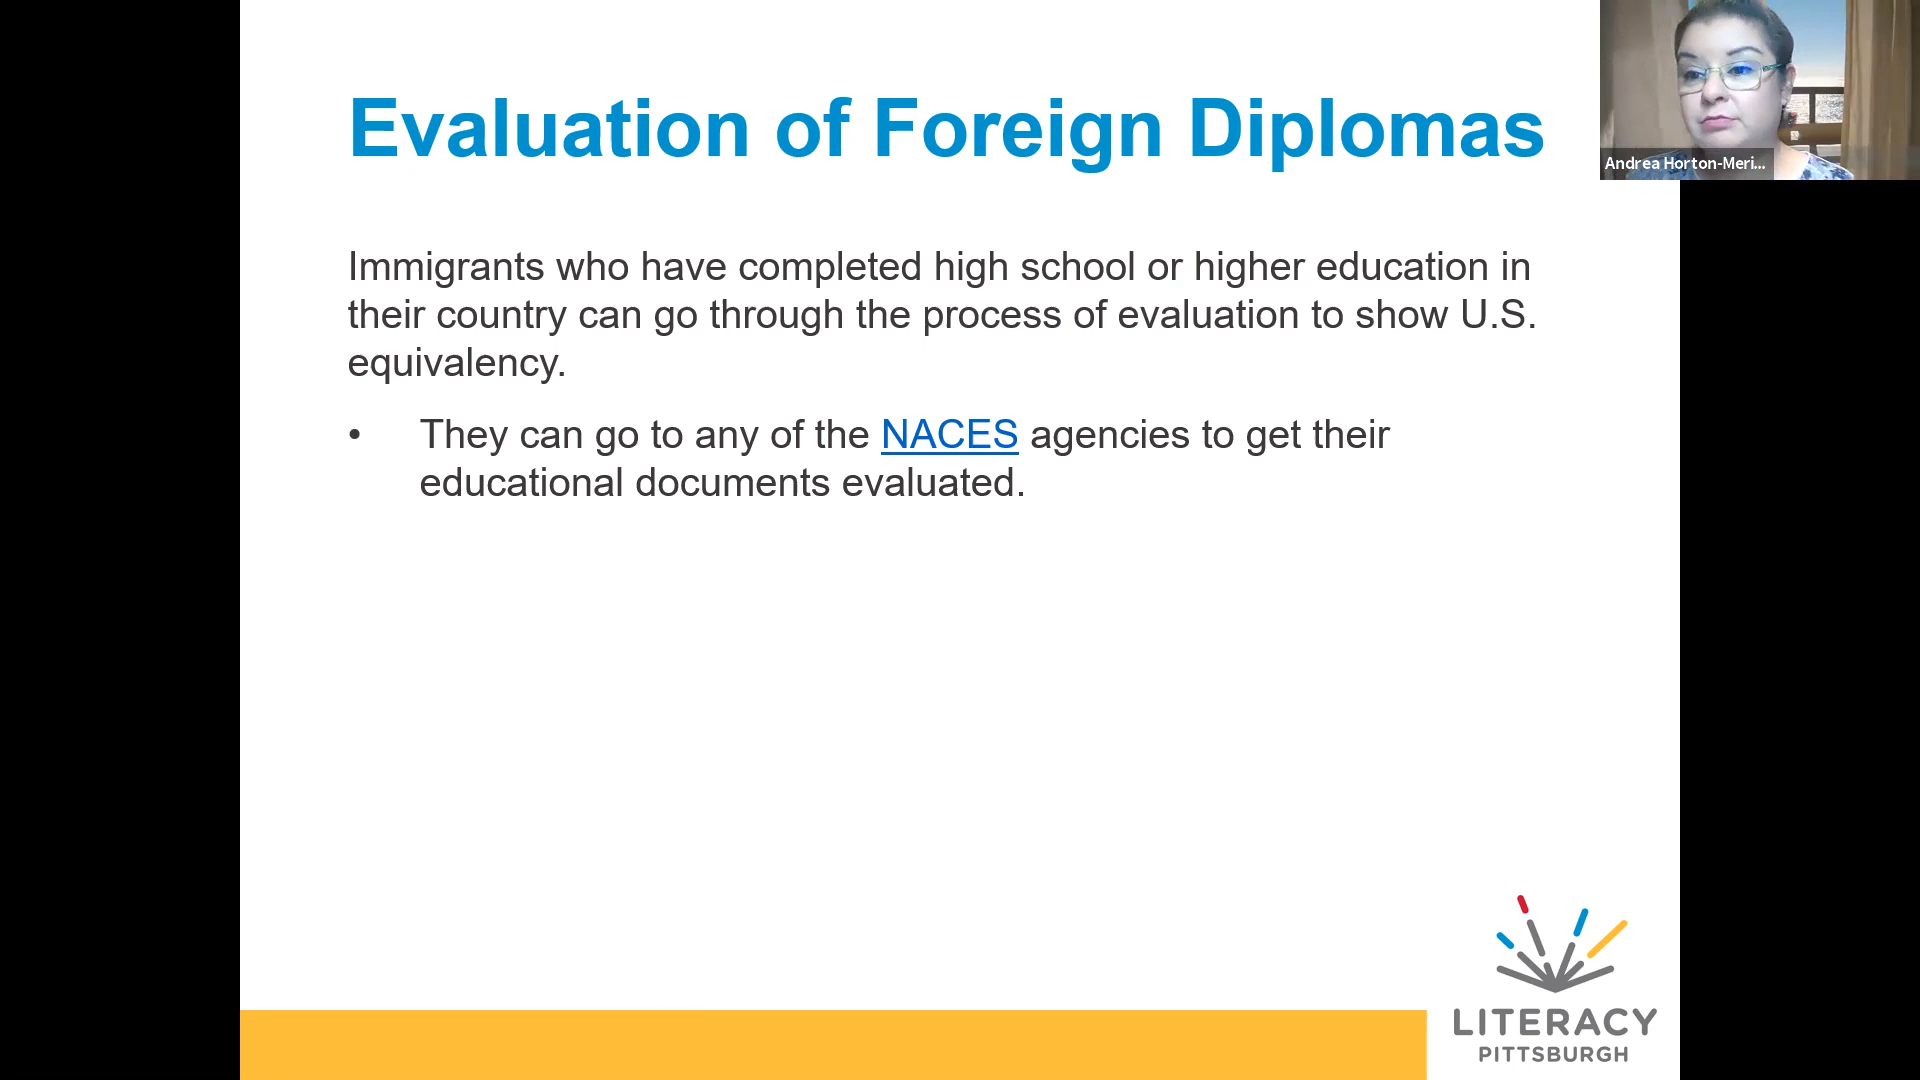 Evaluation of Foreign Diplomas
Andrea Horton-Meri...
Immigrants who have completed high school or higher education in
their country can go through the process of evaluation to show U.S.
equivalency.
• They can go to any of the NACES agencies to get their
educational documents evaluated.
LITERACY
PITTSBURGH